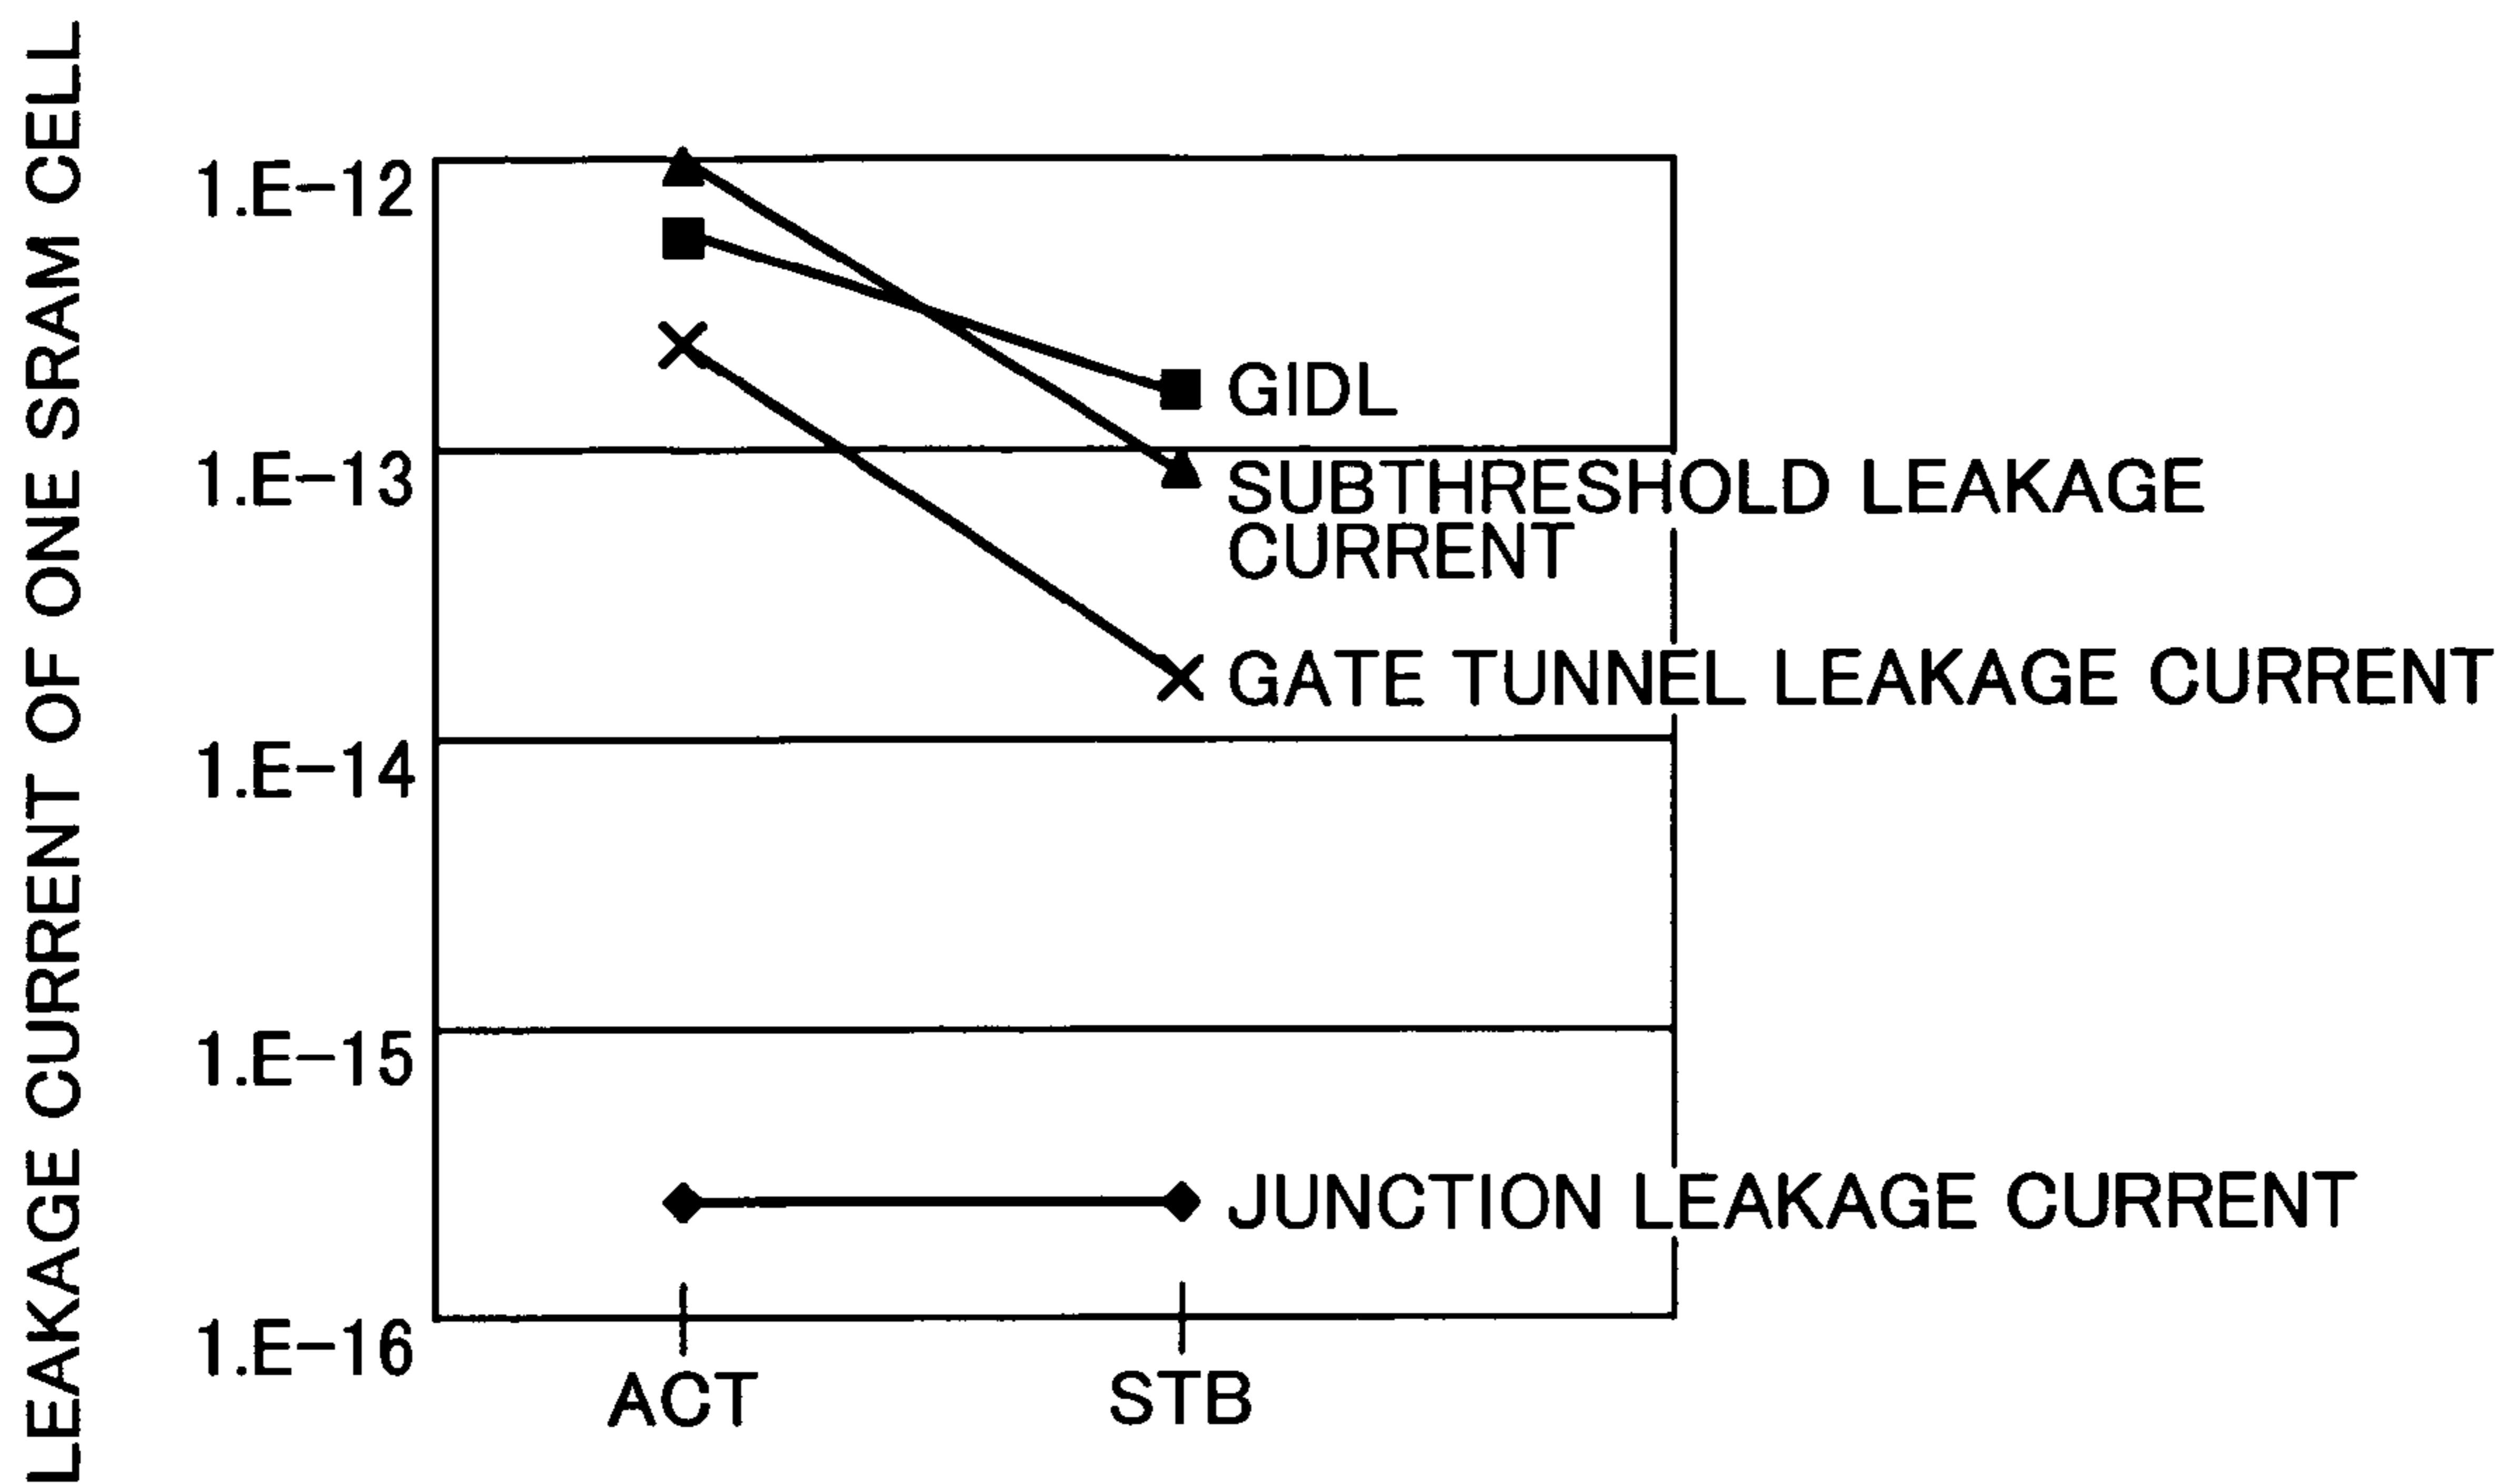 LEAKAGE CURRENT OF ONE SRAM CELL
1.E-12
1.E-13
1.E-14
1.E-15
1.E-16
GIDL
SUBTHRESHOLD LEAKAGE
CURRENT
GATE TUNNEL LEAKAGE CURRENT
JUNCTION LEAKAGE CURRENT
ACT
STB